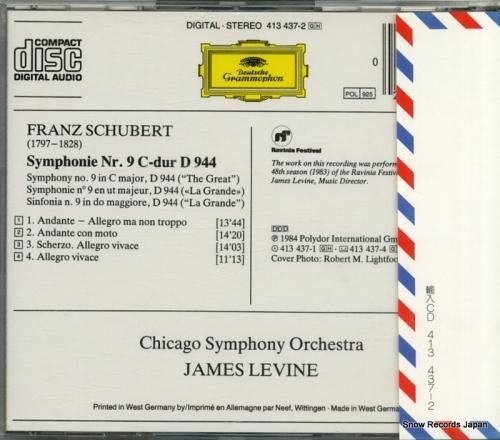 DIGITAL · STEREO 413 437-2 GH
COMPACT
disc
DIGITAL AUDIO
Deutsche
Grammophon
0
POL 925
FRANZ SCHUBERT
(1797–1828)
Symphonie Nr. 9 C-dur D 944
Symphony no. 9 in C major, D 944 (“The Great”)
Symphonie n° 9 en ut majeur, D 944 («La Grande»)
Sinfonia n. 9 in do maggiore, D 944 (“La Grande”)
1 1. Andante – Allegro ma non troppo [13'44]
2 2. Andante con moto [14'20]
3 3. Scherzo. Allegro vivace [14'03]
4 4. Allegro vivace [11'13]
Ravinia Festival
The work on this recording was perform
48th season (1983) of the Ravinia Festiva
James Levine, Music Director.
DDD
℗ 1984 Polydor International Gm
413 437-1 GH · 413 437-4 GH
Cover Photo: Robert M. Lightfoo
Chicago Symphony Orchestra
JAMES LEVINE
Printed in West Germany by/Imprimé en Allemagne par Neef, Wittingen · Made in West Germa
輸入CD 413 437-2
Snow Records Japan